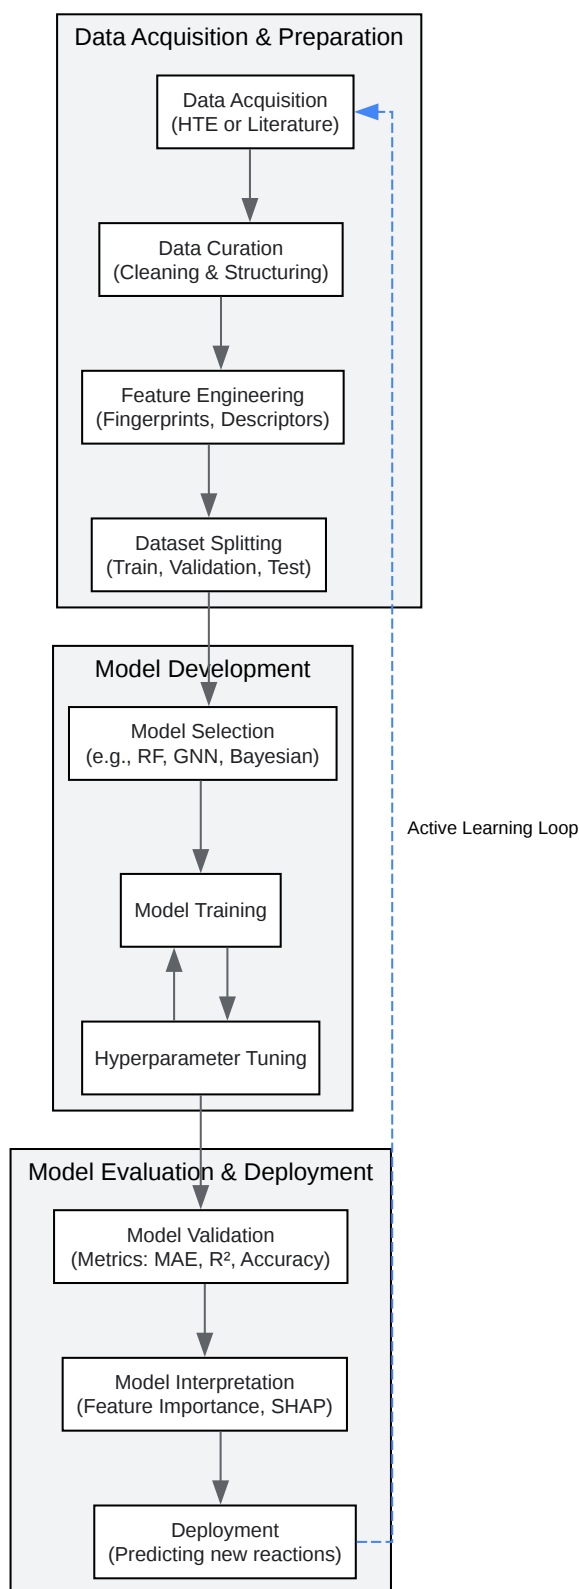 Data Acquisition & Preparation
Data Acquisition
(HTE or Literature)
Data Curation
(Cleaning & Structuring)
Feature Engineering
(Fingerprints, Descriptors)
Dataset Splitting
(Train, Validation, Test)
Model Development
Model Selection
(e.g., RF, GNN, Bayesian)
Active Learning Loop
Model Training
Hyperparameter Tuning
Model Evaluation & Deployment
Model Validation
(Metrics: MAE, R², Accuracy)
Model Interpretation
(Feature Importance, SHAP)
Deployment
(Predicting new reactions)